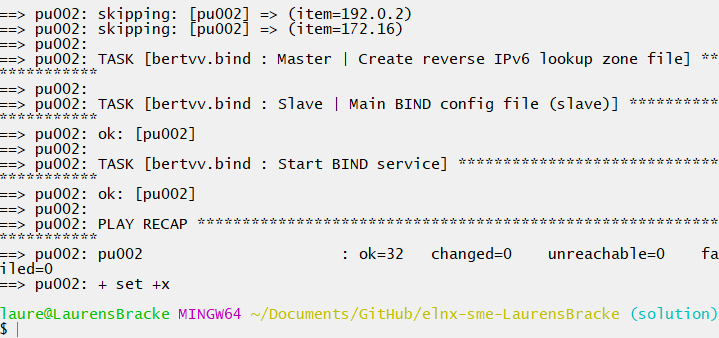 ==> pu002: skipping: [pu002] => (item=192.0.2)
==> pu002: skipping: [pu002] => (item=172.16)
==> pu002:
==> pu002: TASK [bertvv.bind : Master | Create reverse IPv6 lookup zone file] **
***********
==> pu002:
==> pu002: TASK [bertvv.bind : Slave | Main BIND config file (slave)] **********
***********
==> pu002: ok: [pu002]
==> pu002:
==> pu002: TASK [bertvv.bind : Start BIND service] *****************************
***********
==> pu002: ok: [pu002]
==> pu002:
==> pu002: PLAY RECAP **********************************************************
***********
==> pu002: pu002                      : ok=32   changed=0    unreachable=0    fa
iled=0
==> pu002: + set +x
laure@LaurensBracke MINGW64 ~/Documents/GitHub/elnx-sme-LaurensBracke (solution)
$